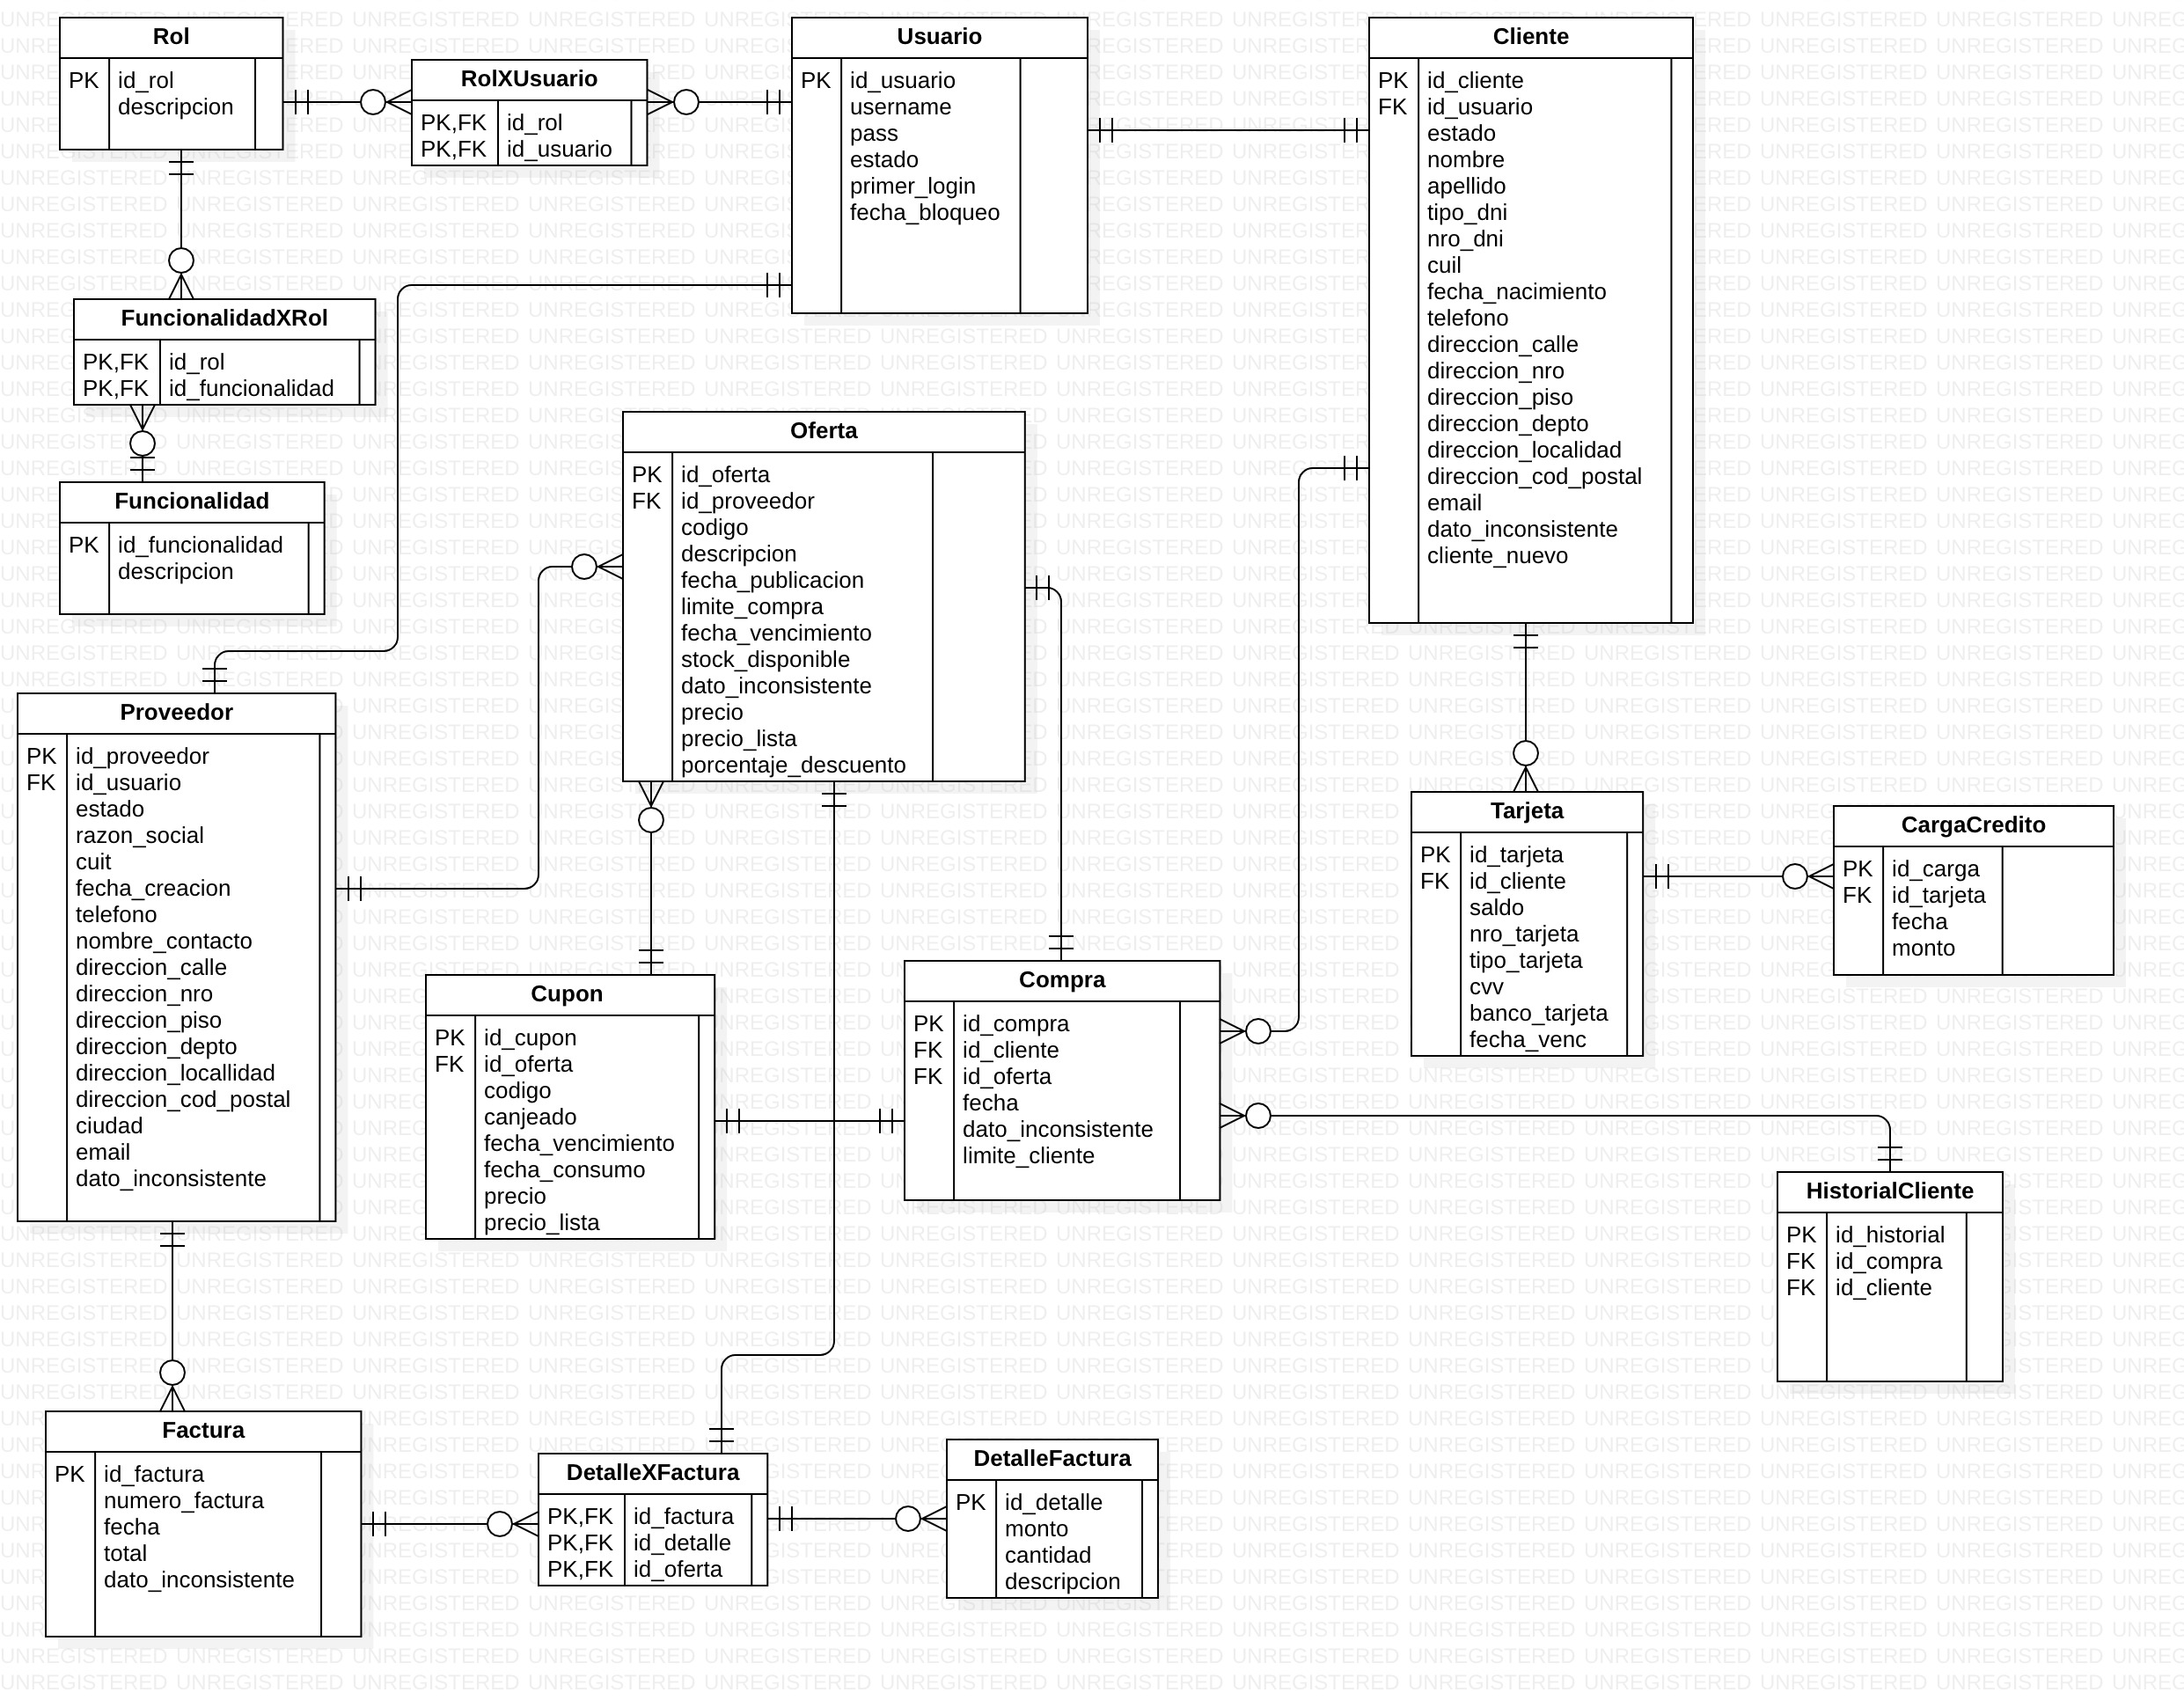 Rol
PK id_rol
descripcion
RolXUsuario
PK,FK id_rol
PK,FK id_usuario
Usuario
PK id_usuario
username
pass
estado
primer_login
fecha_bloqueo
Cliente
PK id_cliente
FK id_usuario
estado
nombre
apellido
tipo_dni
nro_dni
cuil
fecha_nacimiento
telefono
direccion_calle
direccion_nro
direccion_piso
direccion_depto
direccion_localidad
direccion_cod_postal
email
dato_inconsistente
cliente_nuevo
FuncionalidadXRol
PK,FK id_rol
PK,FK id_funcionalidad
Funcionalidad
PK id_funcionalidad
descripcion
Oferta
PK id_oferta
FK id_proveedor
codigo
descripcion
fecha_publicacion
limite_compra
fecha_vencimiento
stock_disponible
dato_inconsistente
precio
precio_lista
porcentaje_descuento
Proveedor
PK id_proveedor
FK id_usuario
estado
razon_social
cuit
fecha_creacion
telefono
nombre_contacto
direccion_calle
direccion_nro
direccion_piso
direccion_depto
direccion_locallidad
direccion_cod_postal
ciudad
email
dato_inconsistente
Tarjeta
PK id_tarjeta
FK id_cliente
saldo
nro_tarjeta
tipo_tarjeta
cvv
banco_tarjeta
fecha_venc
CargaCredito
PK id_carga
FK id_tarjeta
fecha
monto
Cupon
PK id_cupon
FK id_oferta
codigo
canjeado
fecha_vencimiento
fecha_consumo
precio
precio_lista
Compra
PK id_compra
FK id_cliente
FK id_oferta
fecha
dato_inconsistente
limite_cliente
HistorialCliente
PK id_historial
FK id_compra
FK id_cliente
Factura
PK id_factura
numero_factura
fecha
total
dato_inconsistente
DetalleXFactura
PK,FK id_factura
PK,FK id_detalle
PK,FK id_oferta
DetalleFactura
PK id_detalle
monto
cantidad
descripcion
UNREGISTERED